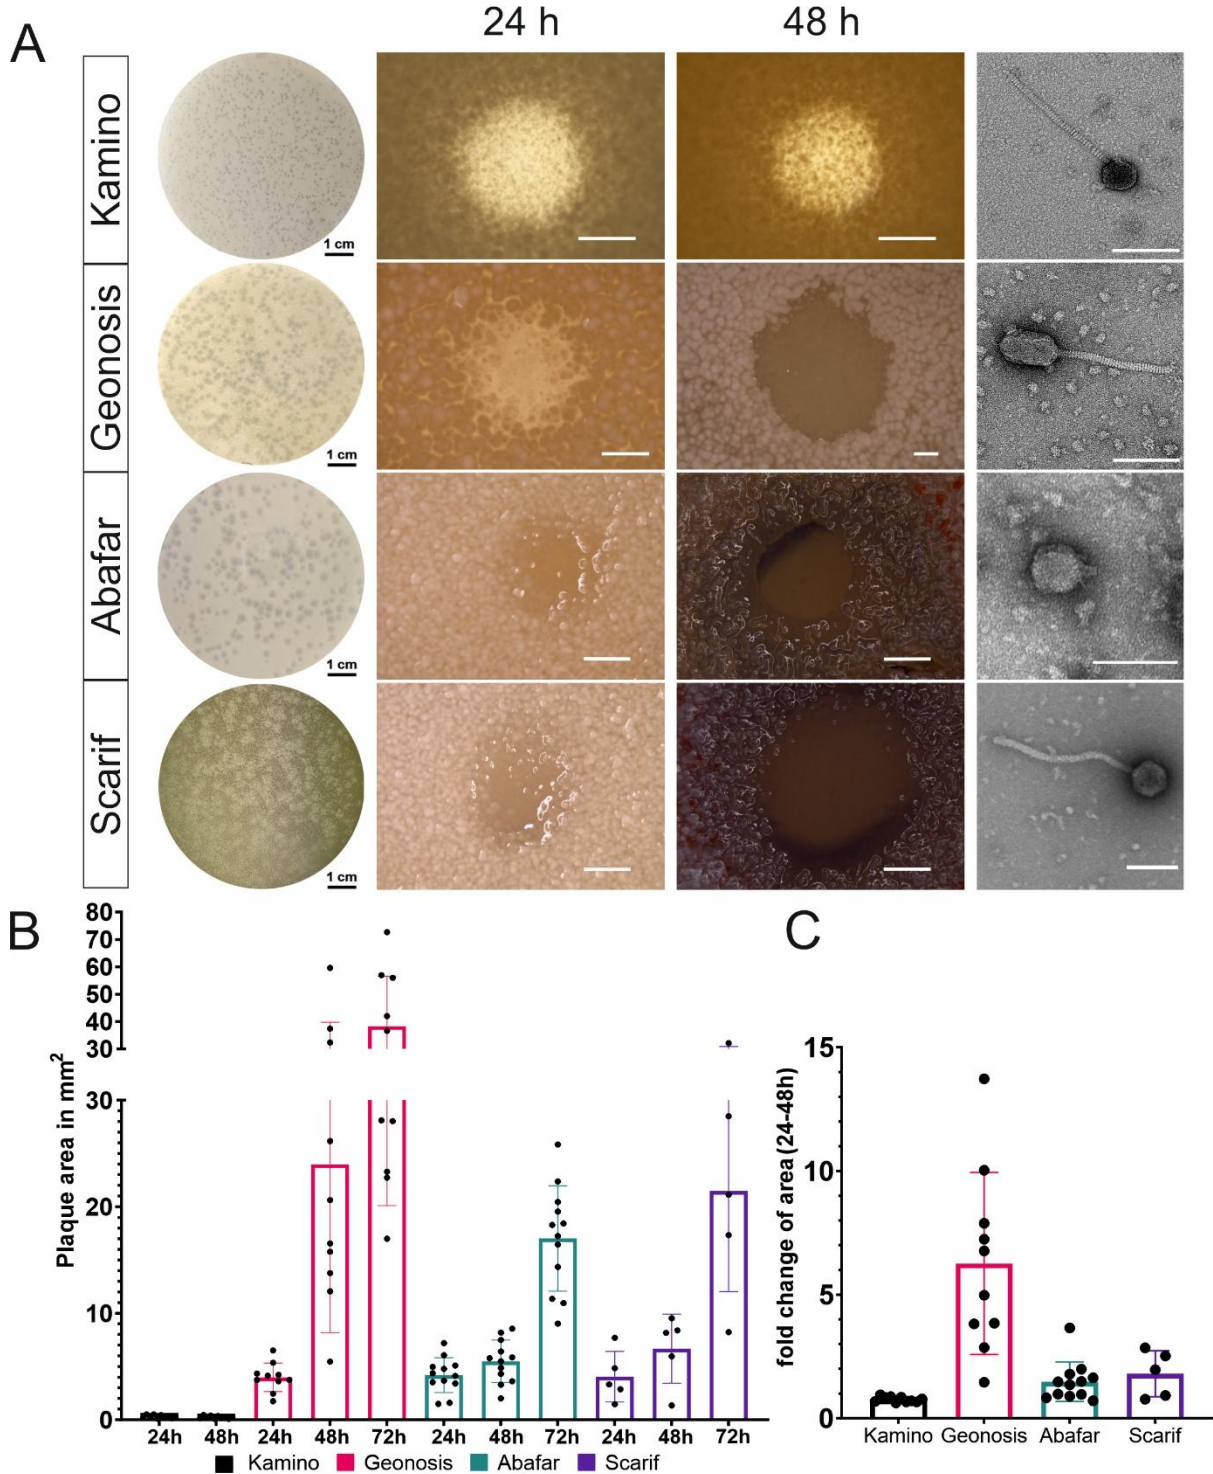 A
24 h
48 h
Kamino
1 cm
Geonosis
1 cm
Abafar
1 cm
Scarif
1 cm
B
80
70
60
50
40
30
30
20
10
0
Plaque area in mm²
24h 48h 24h 48h 72h 24h 48h 72h 24h 48h 72h
Kamino Geonosis Abafar Scarif
C
15
10
5
0
fold change of area (24-48h)
Kamino Geonosis Abafar Scarif